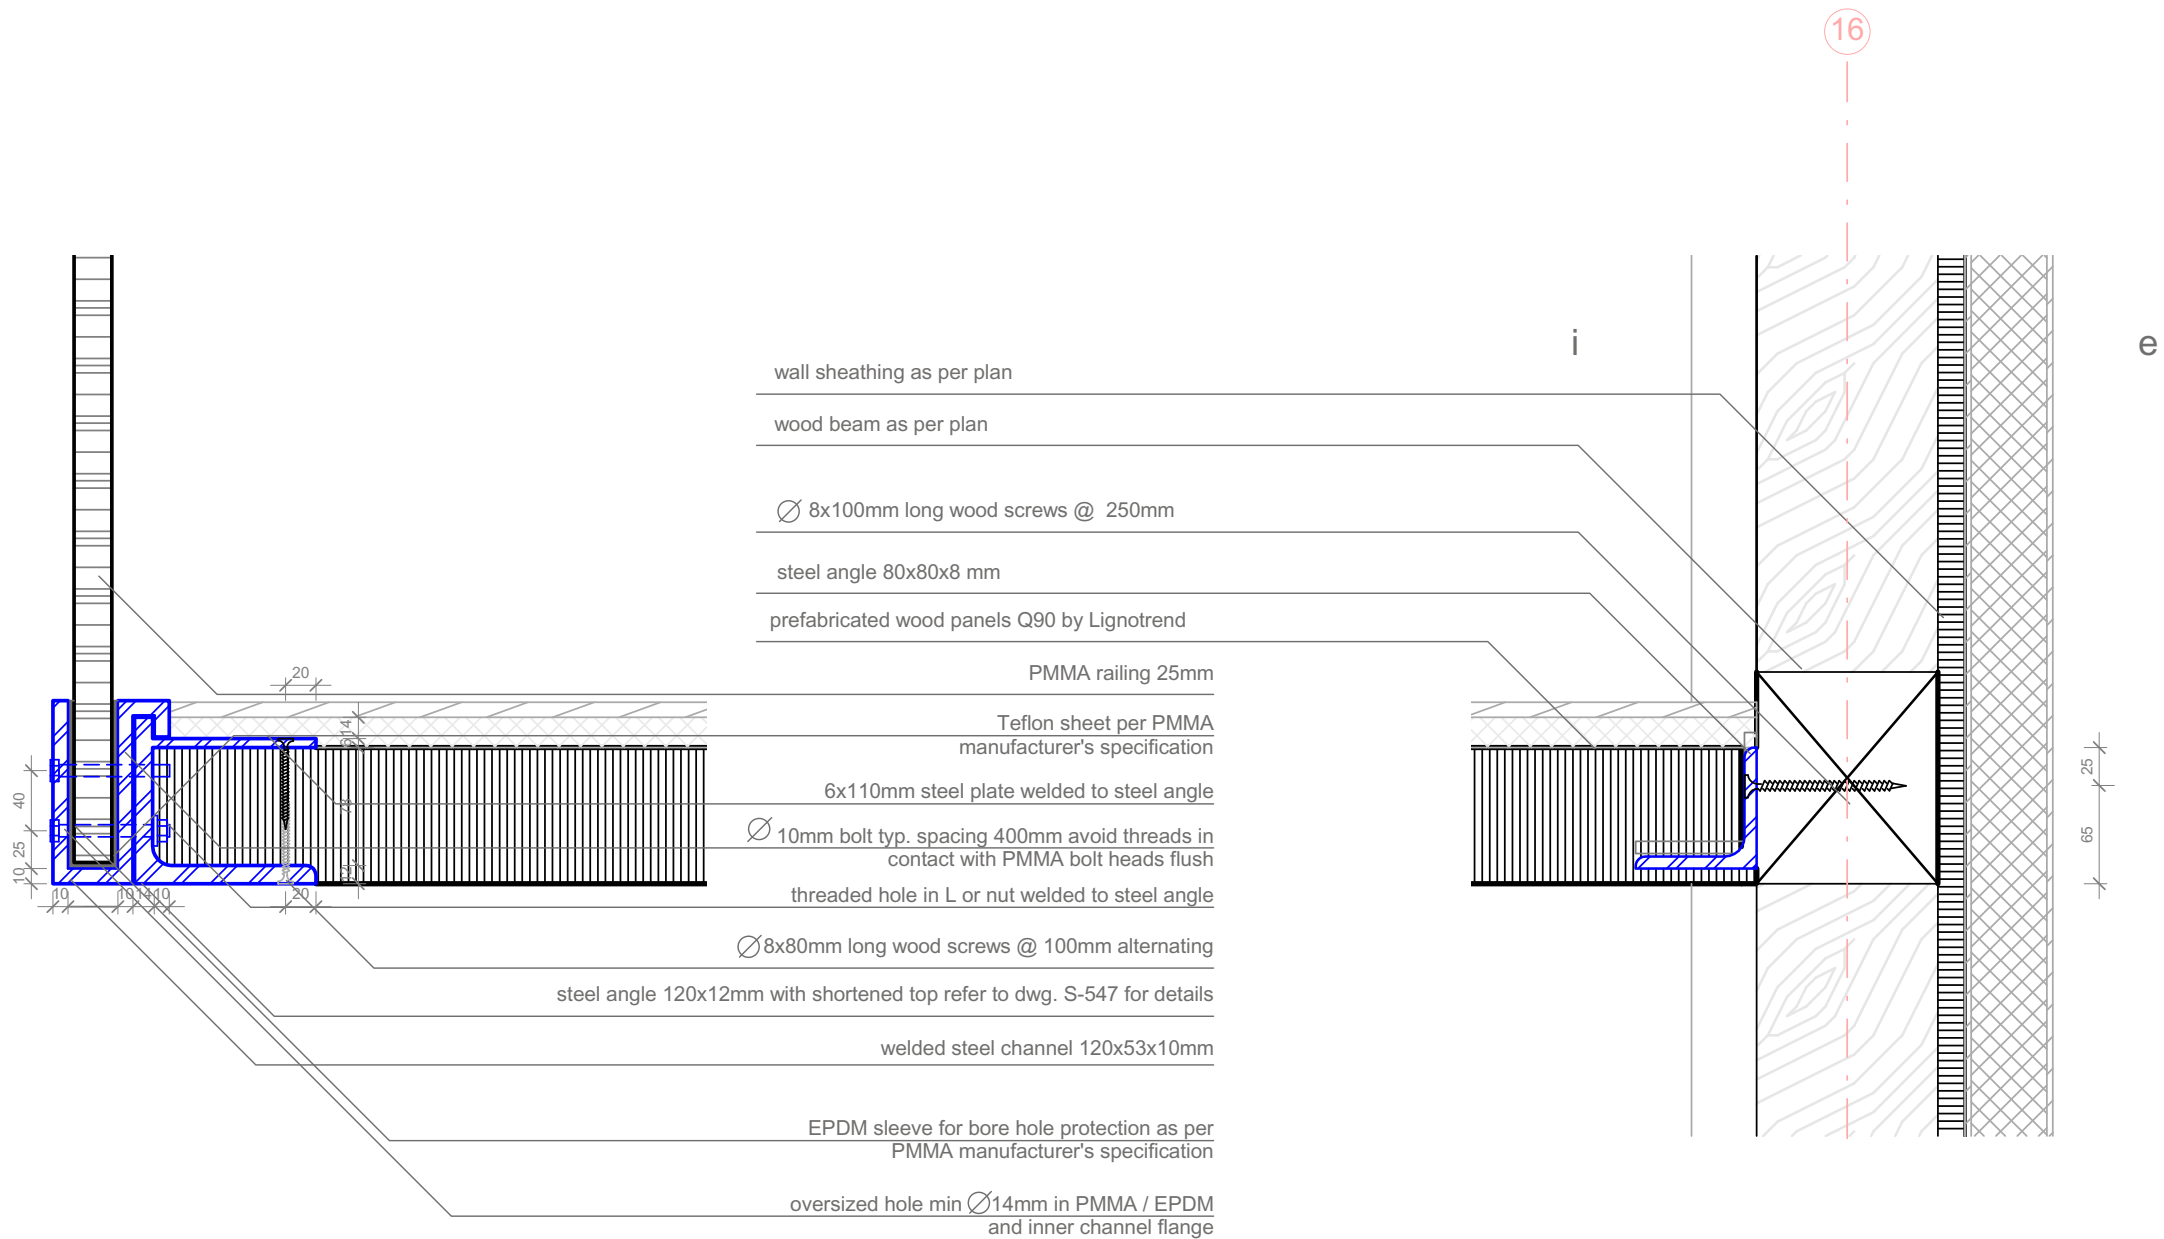 16
i
e
wall sheathing as per plan
wood beam as per plan
8x100mm long wood screws @ 250mm
steel angle 80x80x8 mm
prefabricated wood panels Q90 by Lignotrend
PMMA railing 25mm
20
Teflon sheet per PMMA
manufacturer's specification
14
6x110mm steel plate welded to steel angle
25
40
10mm bolt typ. spacing 400mm avoid threads in
contact with PMMA bolt heads flush
65
25
10
threaded hole in L or nut welded to steel angle
10
10
14
10
20
8x80mm long wood screws @ 100mm alternating
steel angle 120x12mm with shortened top refer to dwg. S-547 for details
welded steel channel 120x53x10mm
EPDM sleeve for bore hole protection as per
PMMA manufacturer's specification
oversized hole min ∅14mm in PMMA / EPDM
and inner channel flange